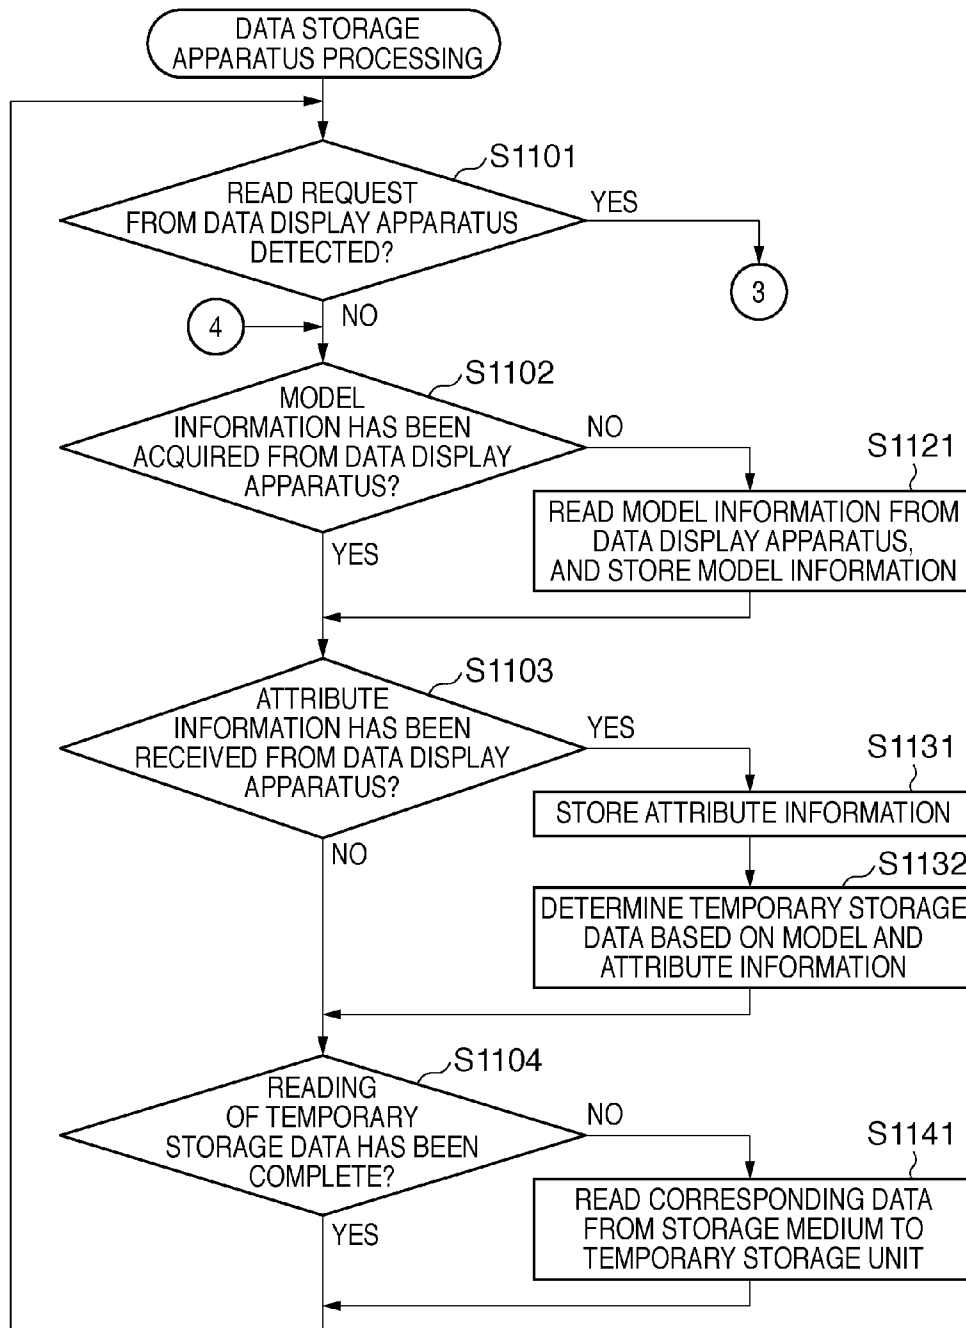 DATA STORAGE
APPARATUS PROCESSING
S1101
READ REQUEST
FROM DATA DISPLAY APPARATUS
DETECTED?
YES
3
NO
4
S1102
MODEL
INFORMATION HAS BEEN
ACQUIRED FROM DATA DISPLAY
APPARATUS?
NO
S1121
READ MODEL INFORMATION FROM
DATA DISPLAY APPARATUS,
AND STORE MODEL INFORMATION
YES
S1103
ATTRIBUTE
INFORMATION HAS BEEN
RECEIVED FROM DATA DISPLAY
APPARATUS?
YES
S1131
STORE ATTRIBUTE INFORMATION
NO
S1132
DETERMINE TEMPORARY STORAGE
DATA BASED ON MODEL AND
ATTRIBUTE INFORMATION
S1104
READING
OF TEMPORARY
STORAGE DATA HAS BEEN
COMPLETE?
NO
S1141
READ CORRESPONDING DATA
FROM STORAGE MEDIUM TO
TEMPORARY STORAGE UNIT
YES